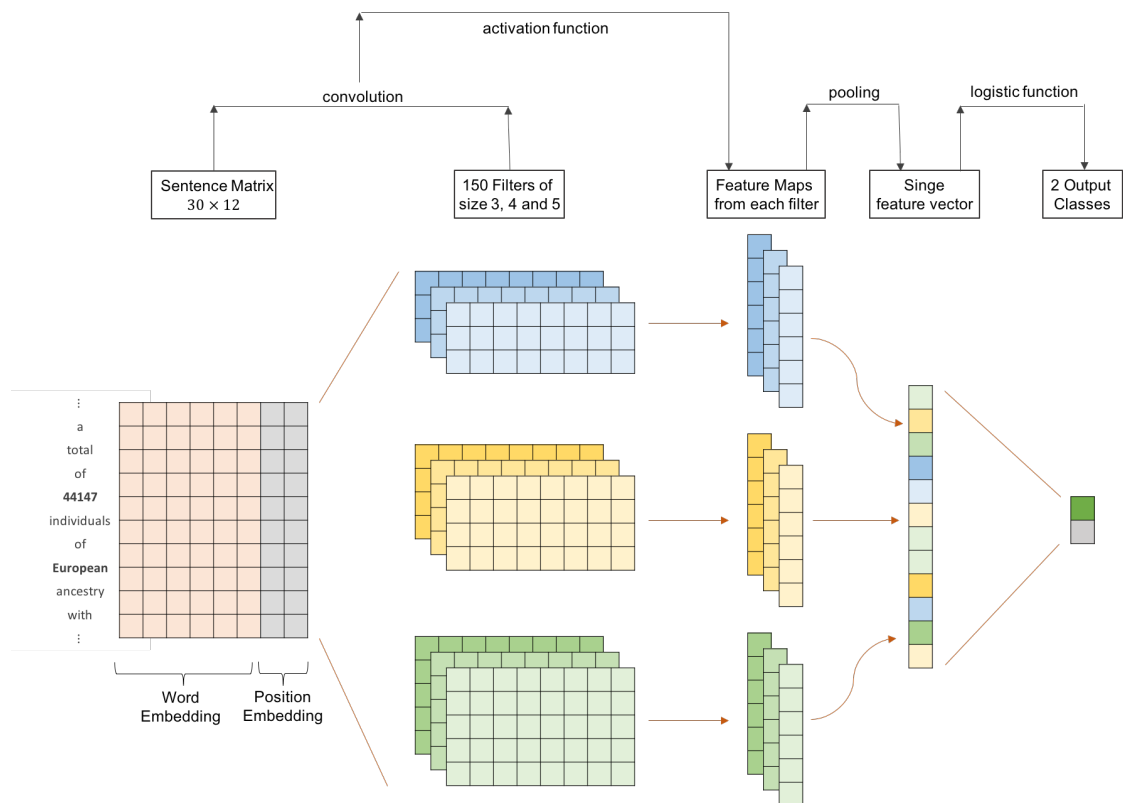 activation function
convolution
pooling
logistic function
Sentence Matrix
30 × 12
150 Filters of
size 3, 4 and 5
Feature Maps
from each filter
Singe
feature vector
2 Output
Classes
⋮
a
total
of
44147
individuals
of
European
ancestry
with
⋮
Word
Embedding
Position
Embedding